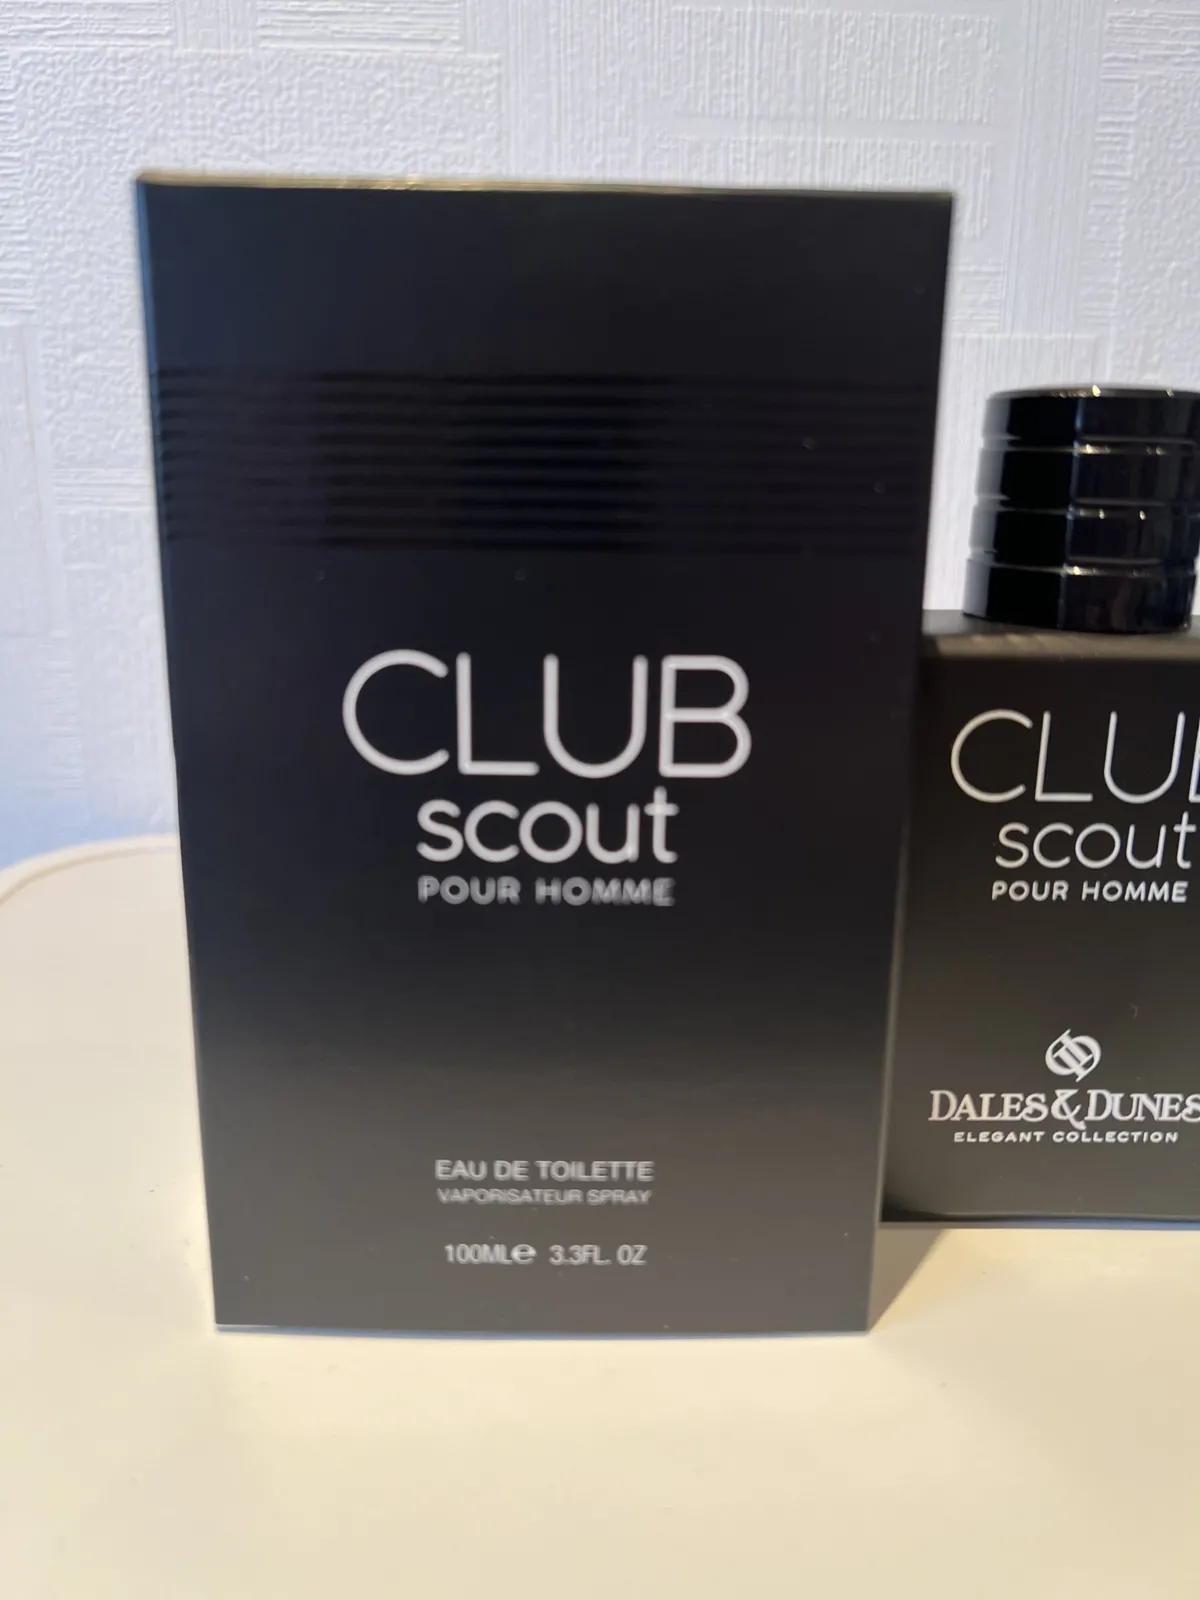 CLUB
scout
POUR HOMME
EAU DE TOILETTE
VAPORISATEUR SPRAY
100ML℮ 3.3FL. OZ
CLUB
scout
POUR HOMME
DALES & DUNES
ELEGANT COLLECTION